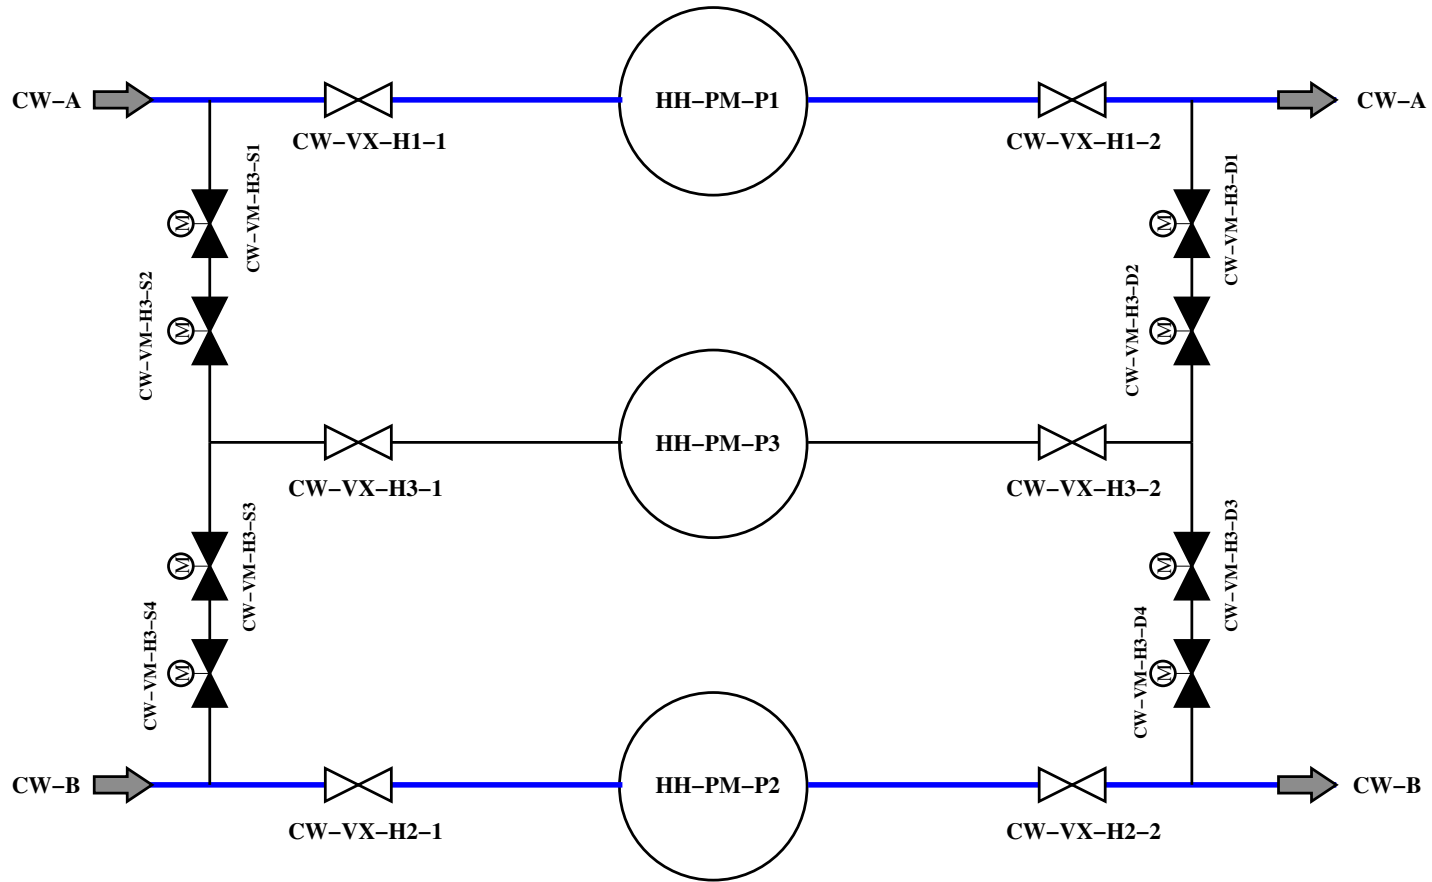 CW−A
HH−PM−P1
CW−A
CW−VX−H1−1
CW−VX−H1−2
CW−VM−H3−S1
M
CW−VM−H3−D1
M
CW−VM−H3−S2
M
CW−VM−H3−D2
M
HH−PM−P3
CW−VX−H3−1
CW−VX−H3−2
CW−VM−H3−S3
M
CW−VM−H3−D3
M
CW−VM−H3−S4
M
CW−VM−H3−D4
M
CW−B
HH−PM−P2
CW−B
CW−VX−H2−1
CW−VX−H2−2